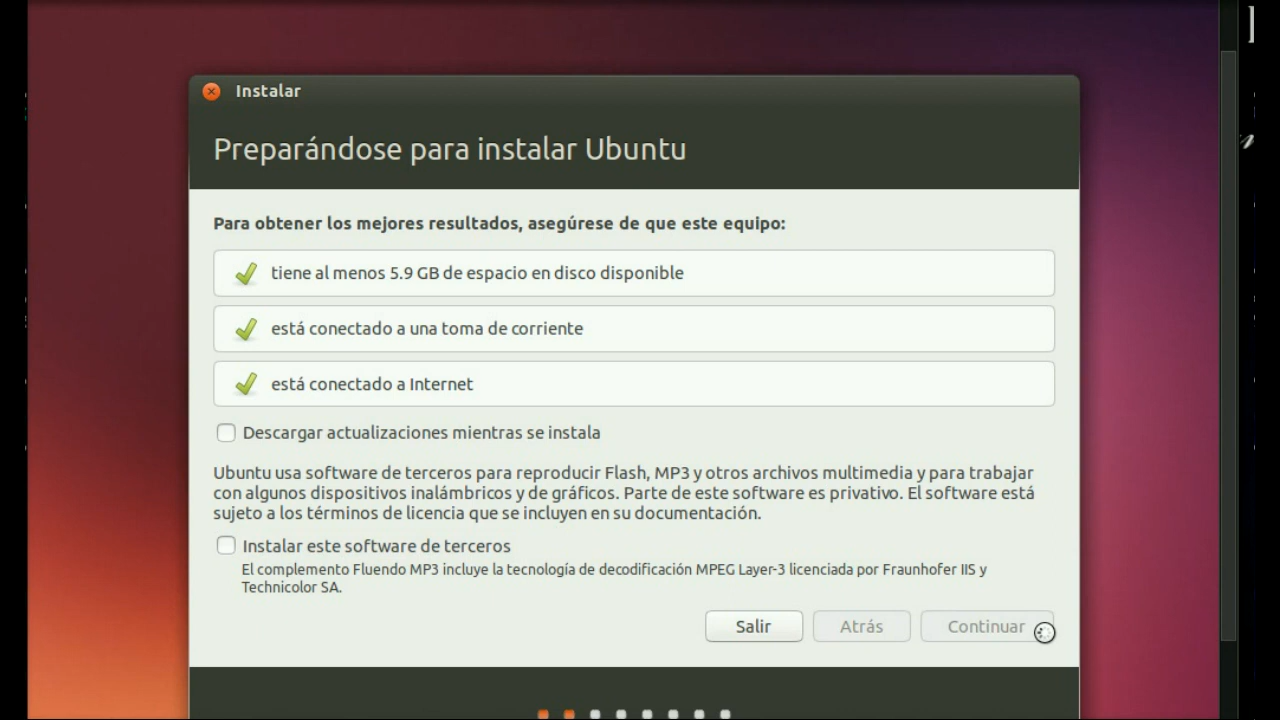 Instalar
Preparándose para instalar Ubuntu
Para obtener los mejores resultados, asegúrese de que este equipo:
tiene al menos 5.9 GB de espacio en disco disponible
está conectado a una toma de corriente
está conectado a Internet
Descargar actualizaciones mientras se instala
Ubuntu usa software de terceros para reproducir Flash, MP3 y otros archivos multimedia y para trabajar
con algunos dispositivos inalámbricos y de gráficos. Parte de este software es privativo. El software está
sujeto a los términos de licencia que se incluyen en su documentación.
Instalar este software de terceros
El complemento Fluendo MP3 incluye la tecnología de decodificación MPEG Layer-3 licenciada por Fraunhofer IIS y
Technicolor SA.
Salir Atrás Continuar